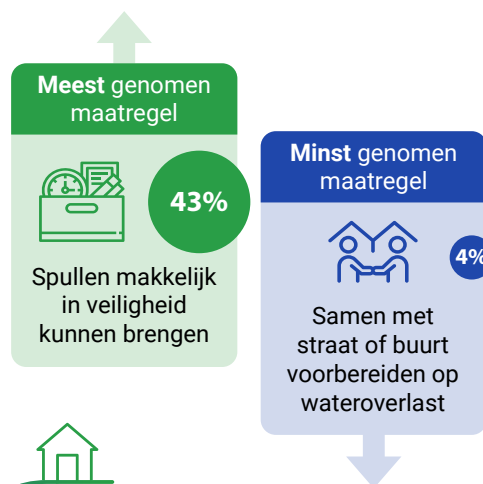 Meest genomen
maatregel
43%
Spullen makkelijk
in veiligheid
kunnen brengen
Minst genomen
maatregel
4%
Samen met
straat of buurt
voorbereiden op
wateroverlast